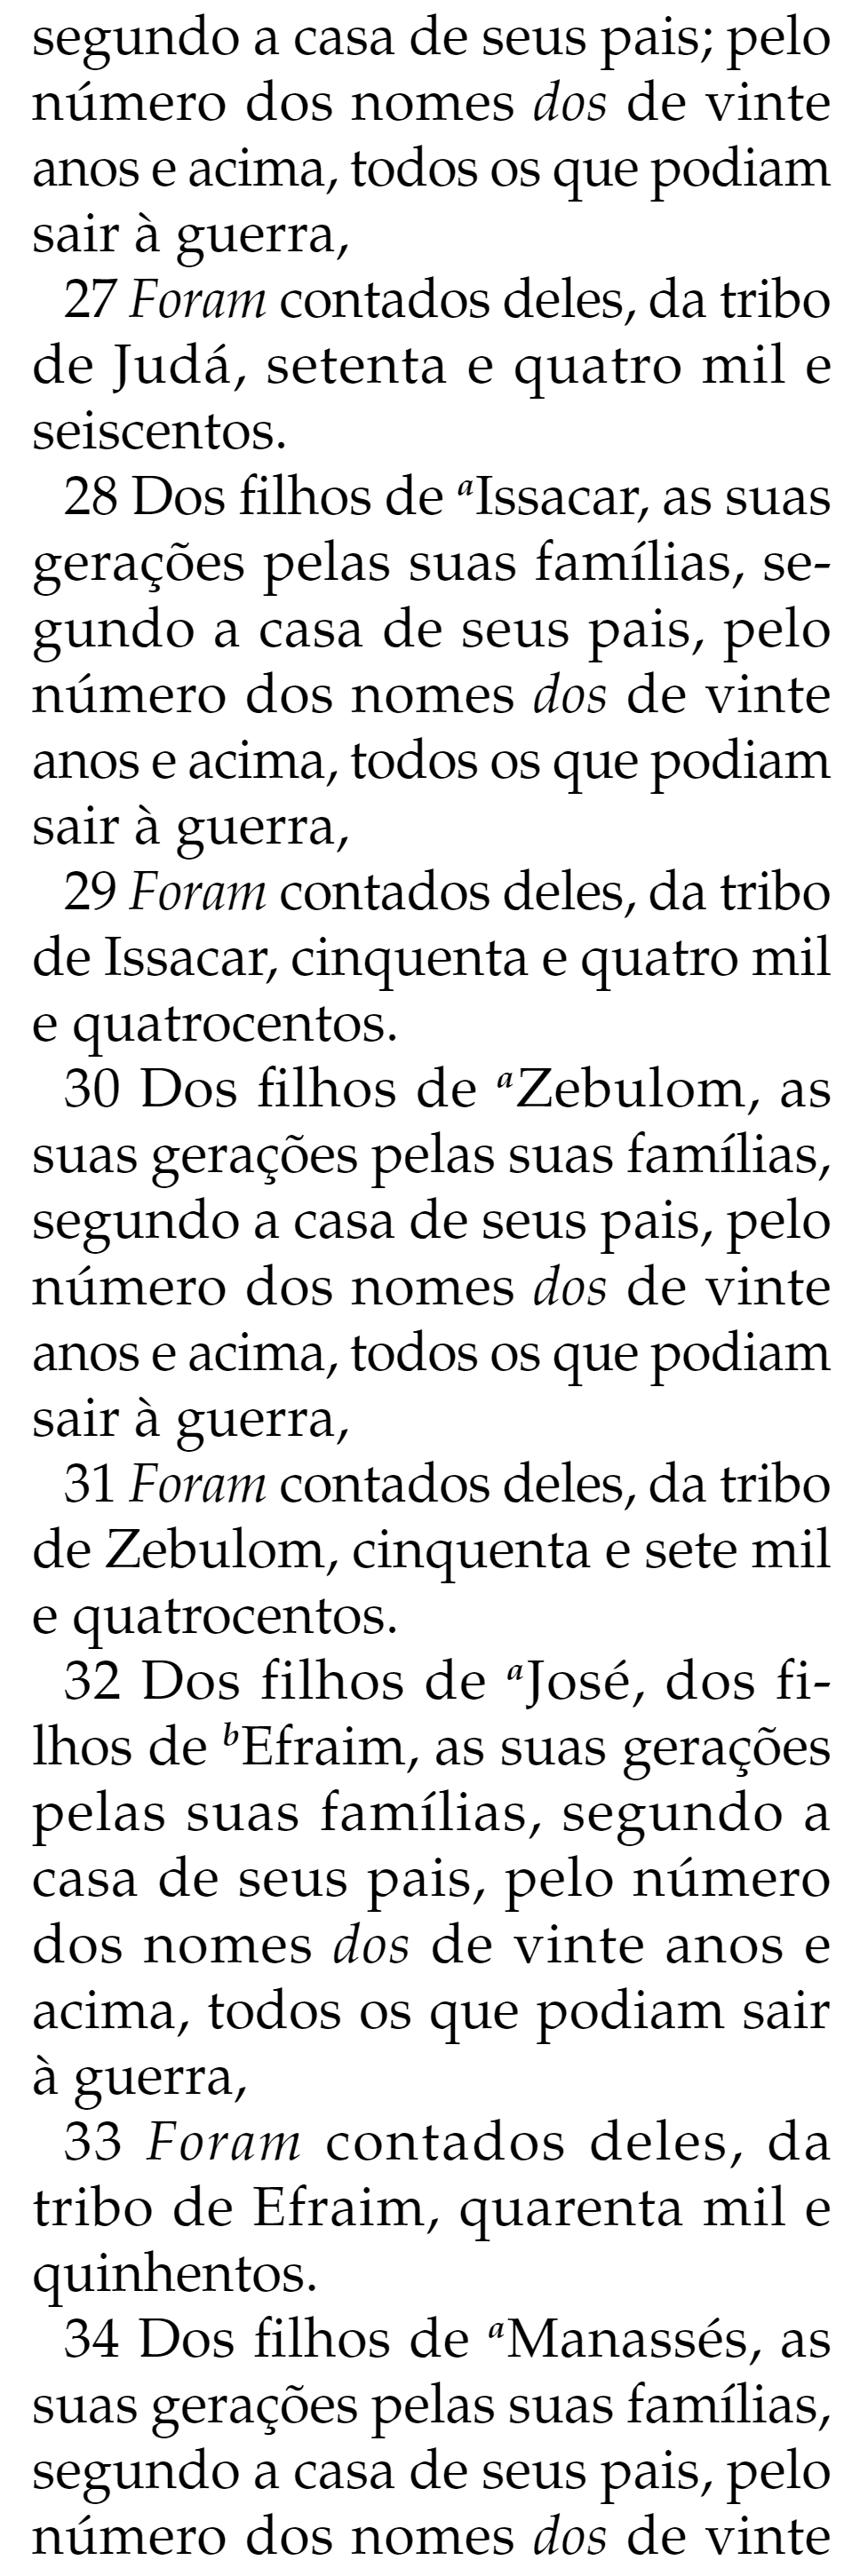 segundo a casa de seus pais; pelo
número dos nomes dos de vinte
anos e acima, todos os que podiam
sair à guerra,
27 Foram contados deles, da tribo
de Judá, setenta e quatro mil e
seiscentos.
28 Dos filhos de aIssacar, as suas
gerações pelas suas famílias, se-
gundo a casa de seus pais, pelo
número dos nomes dos de vinte
anos e acima, todos os que podiam
sair à guerra,
29 Foram contados deles, da tribo
de Issacar, cinquenta e quatro mil
e quatrocentos.
30 Dos filhos de aZebulom, as
suas gerações pelas suas famílias,
segundo a casa de seus pais, pelo
número dos nomes dos de vinte
anos e acima, todos os que podiam
sair à guerra,
31 Foram contados deles, da tribo
de Zebulom, cinquenta e sete mil
e quatrocentos.
32 Dos filhos de aJosé, dos fi-
lhos de bEfraim, as suas gerações
pelas suas famílias, segundo a
casa de seus pais, pelo número
dos nomes dos de vinte anos e
acima, todos os que podiam sair
à guerra,
33 Foram contados deles, da
tribo de Efraim, quarenta mil e
quinhentos.
34 Dos filhos de aManassés, as
suas gerações pelas suas famílias,
segundo a casa de seus pais, pelo
número dos nomes dos de vinte